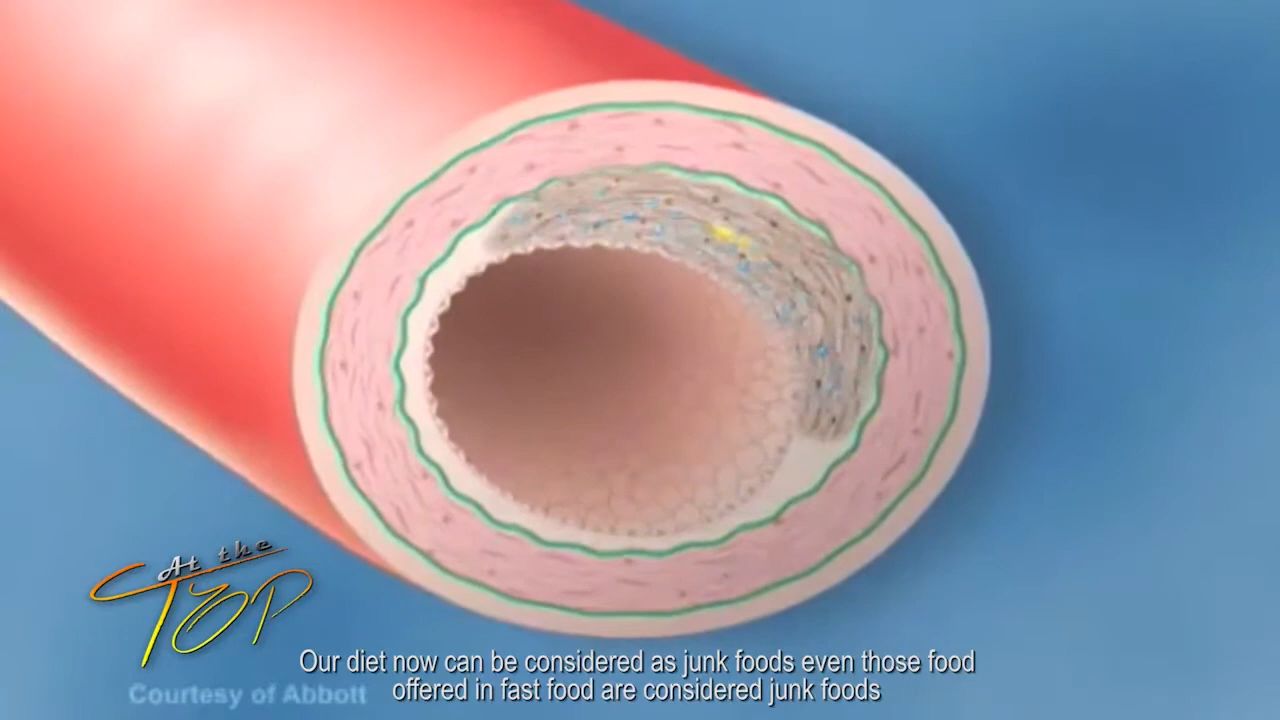 At the
TOP
Our diet now can be considered as junk foods even those food
offered in fast food are considered junk foods
Courtesy of Abbott